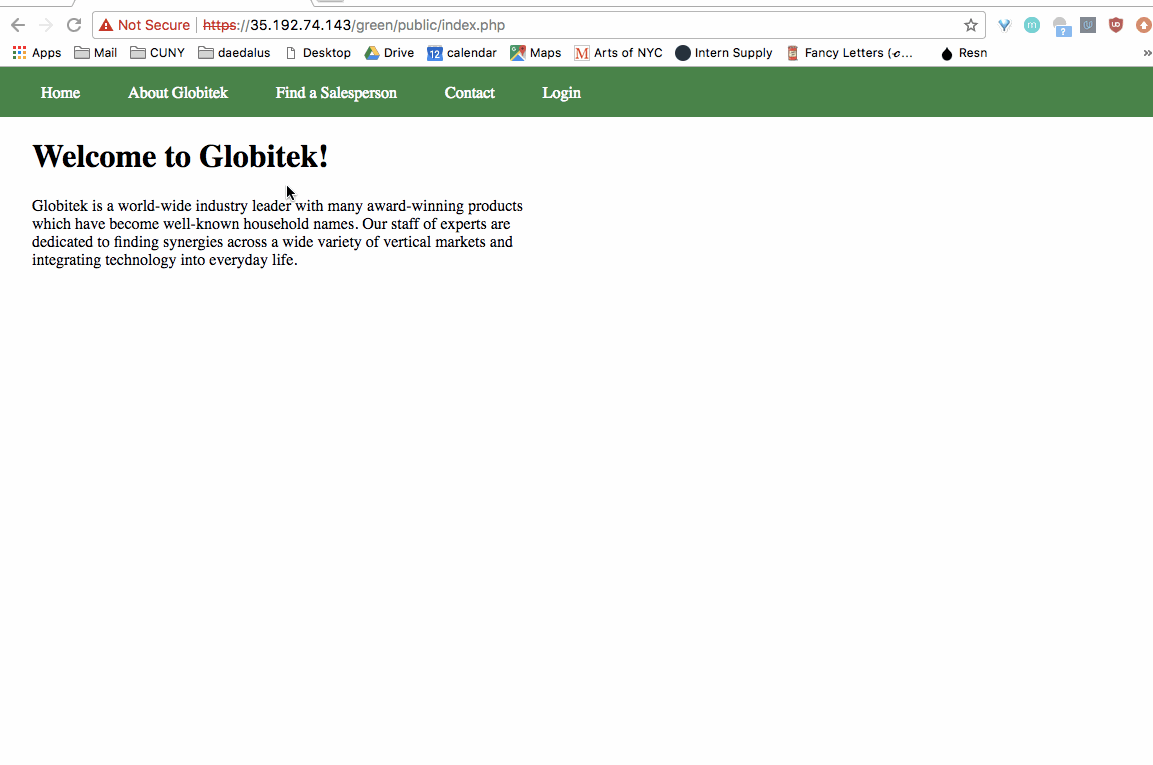 Not Secure https://35.192.74.143/green/public/index.php
Apps Mail CUNY daedalus Desktop Drive 12 calendar Maps M Arts of NYC Intern Supply Fancy Letters (𝓮... Resn »
Home About Globitek Find a Salesperson Contact Login
Welcome to Globitek!
Globitek is a world-wide industry leader with many award-winning products
which have become well-known household names. Our staff of experts are
dedicated to finding synergies across a wide variety of vertical markets and
integrating technology into everyday life.